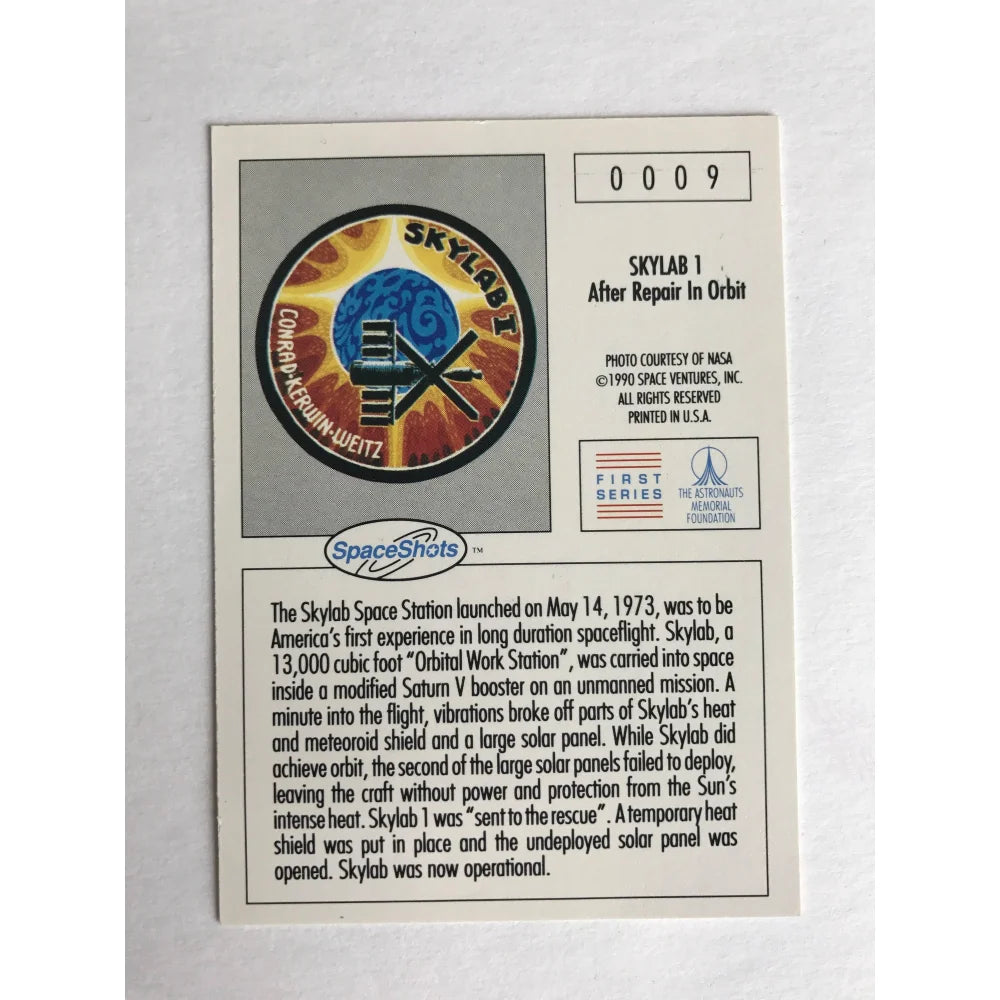 SKYLAB I
CONRAD·KERWIN·WEITZ
0009
SKYLAB 1
After Repair In Orbit
PHOTO COURTESY OF NASA
©1990 SPACE VENTURES, INC.
ALL RIGHTS RESERVED
PRINTED IN U.S.A.
FIRST
SERIES
THE ASTRONAUTS
MEMORIAL
FOUNDATION
SpaceShots ™
The Skylab Space Station launched on May 14, 1973, was to be
America's first experience in long duration spaceflight. Skylab, a
13,000 cubic foot "Orbital Work Station", was carried into space
inside a modified Saturn V booster on an unmanned mission. A
minute into the flight, vibrations broke off parts of Skylab's heat
and meteoroid shield and a large solar panel. While Skylab did
achieve orbit, the second of the large solar panels failed to deploy,
leaving the craft without power and protection from the Sun's
intense heat. Skylab 1 was "sent to the rescue". A temporary heat
shield was put in place and the undeployed solar panel was
opened. Skylab was now operational.